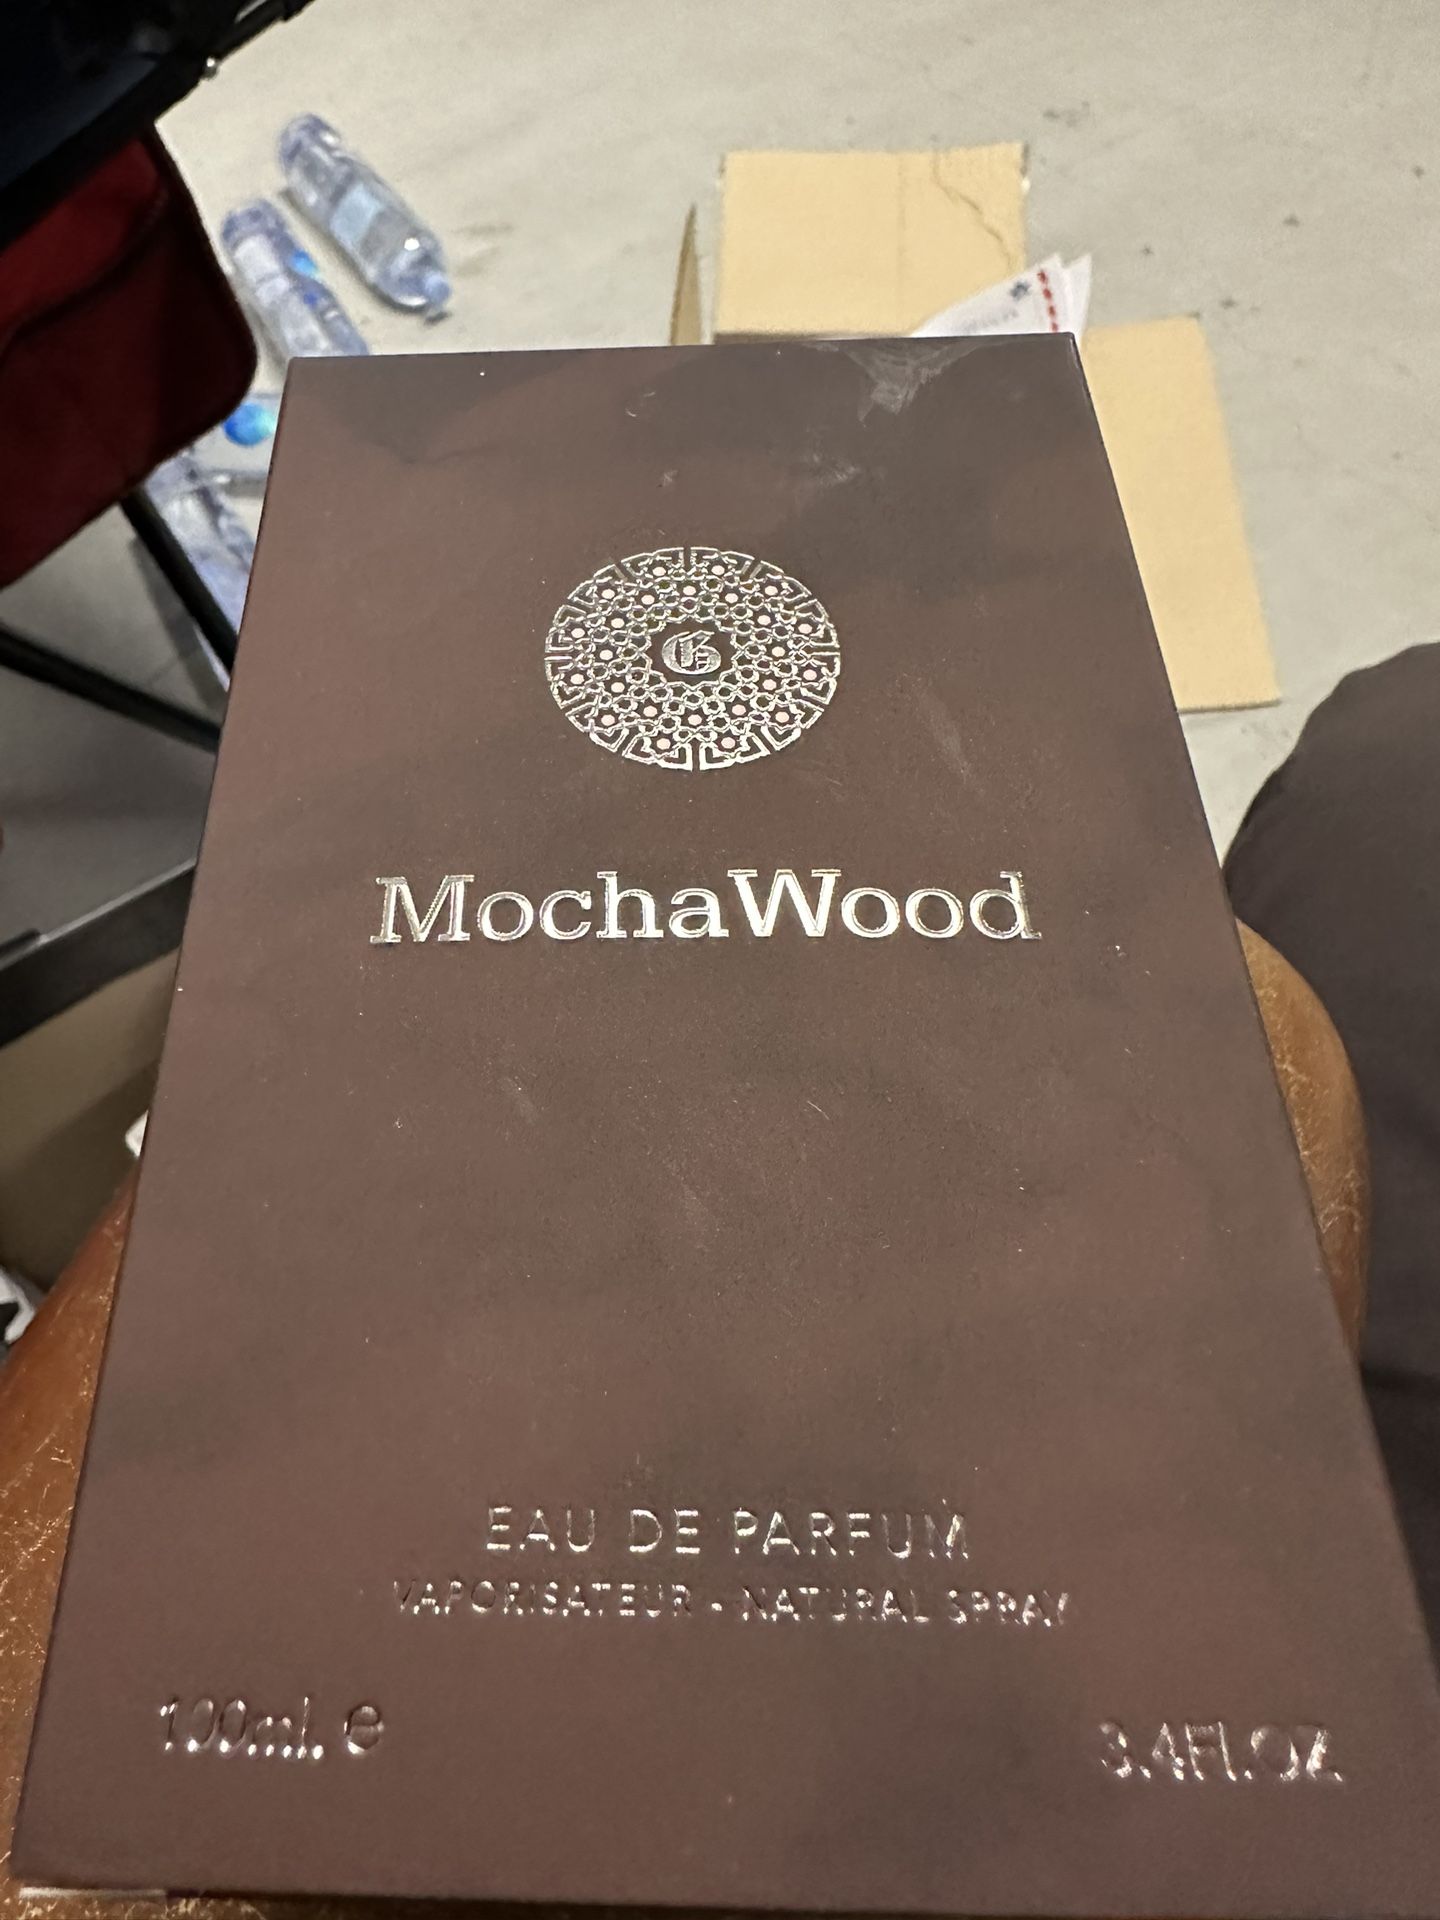 G
MochaWood
EAU DE PARFUM
VAPORISATEUR - NATURAL SPRAY
100ml. e
3.4Fl.OZ